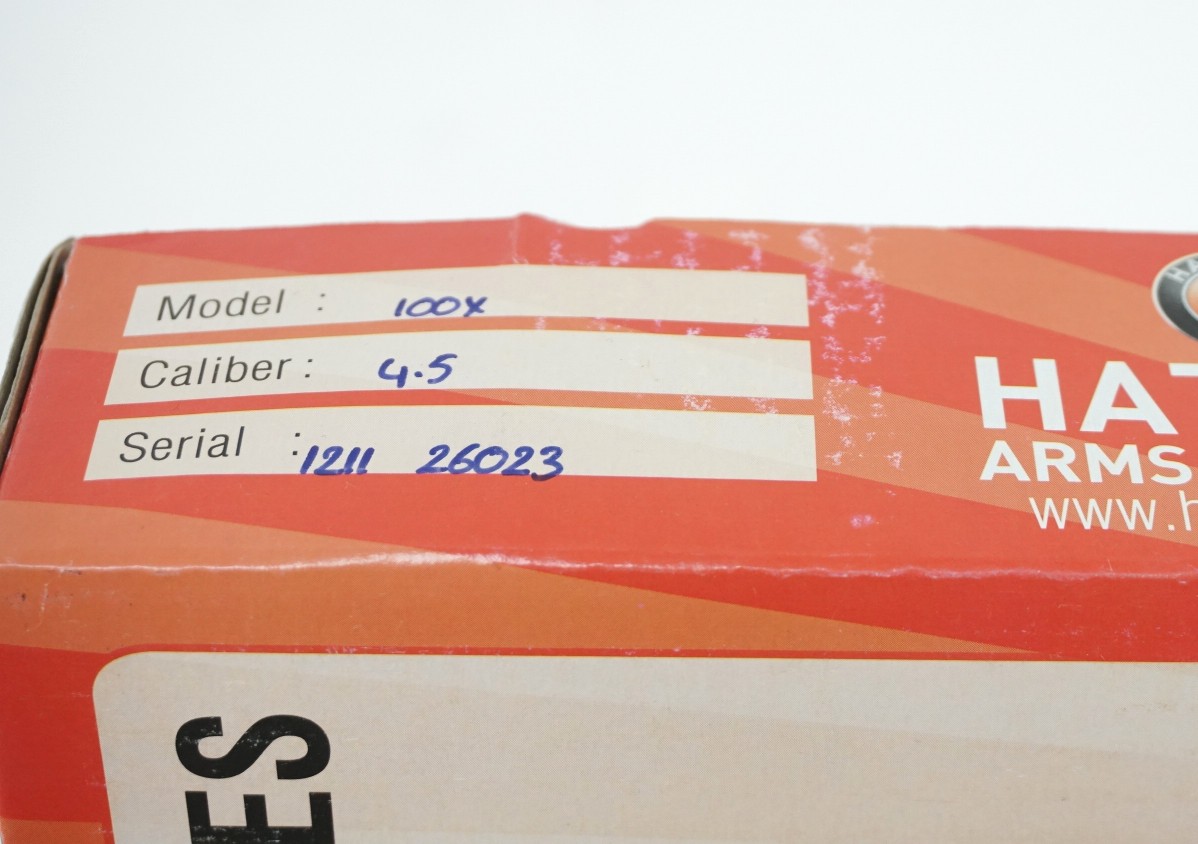 Model : 100X
Caliber : 4.5
Serial : 1211 26023
HAT
ARMS
www.h
ES